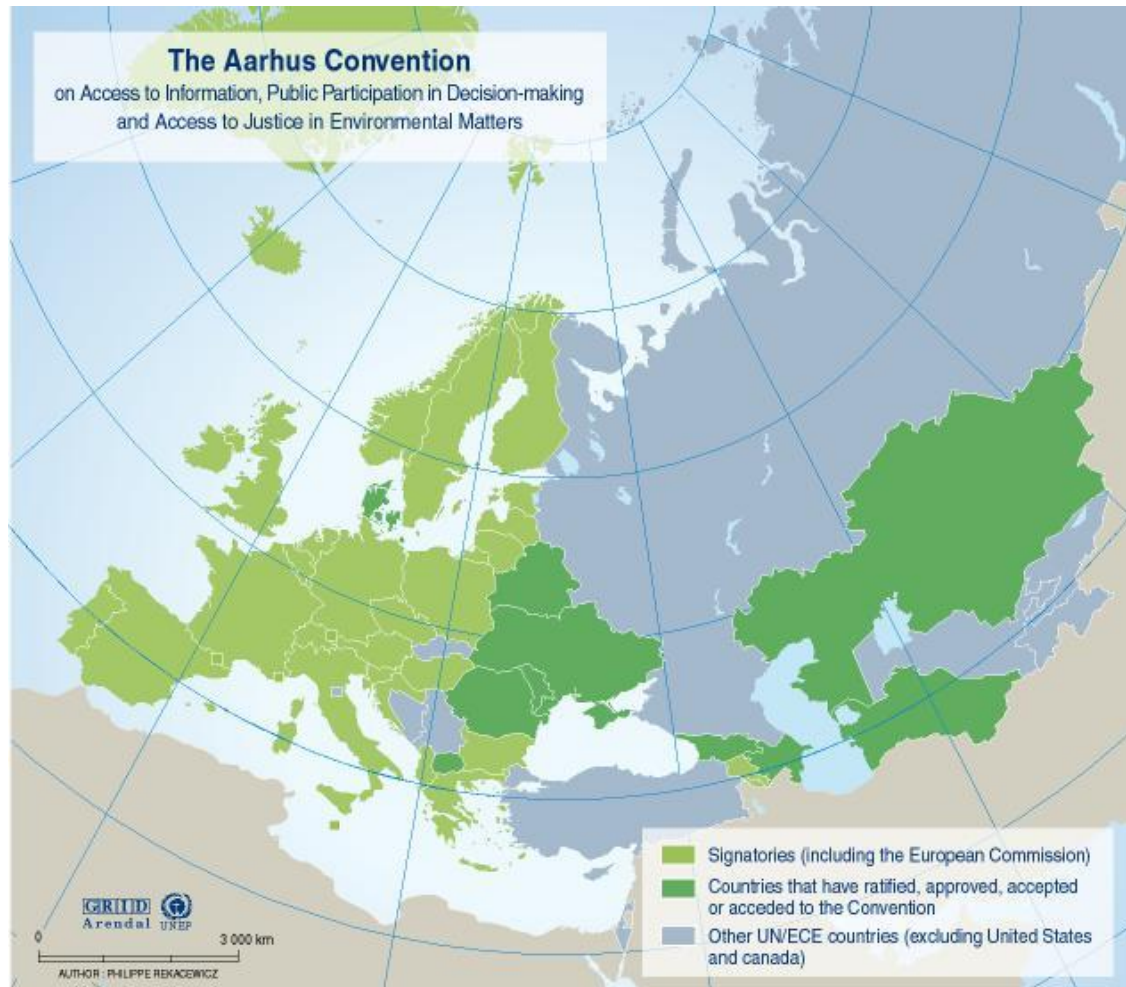 The Aarhus Convention
on Access to Information, Public Participation in Decision-making
and Access to Justice in Environmental Matters
Signatories (including the European Commission)
Countries that have ratified, approved, accepted
or acceded to the Convention
Other UN/ECE countries (excluding United States
and canada)
GRID
Arendal UNEP
0 3 000 km
AUTHOR : PHILIPPE REKACEWICZ